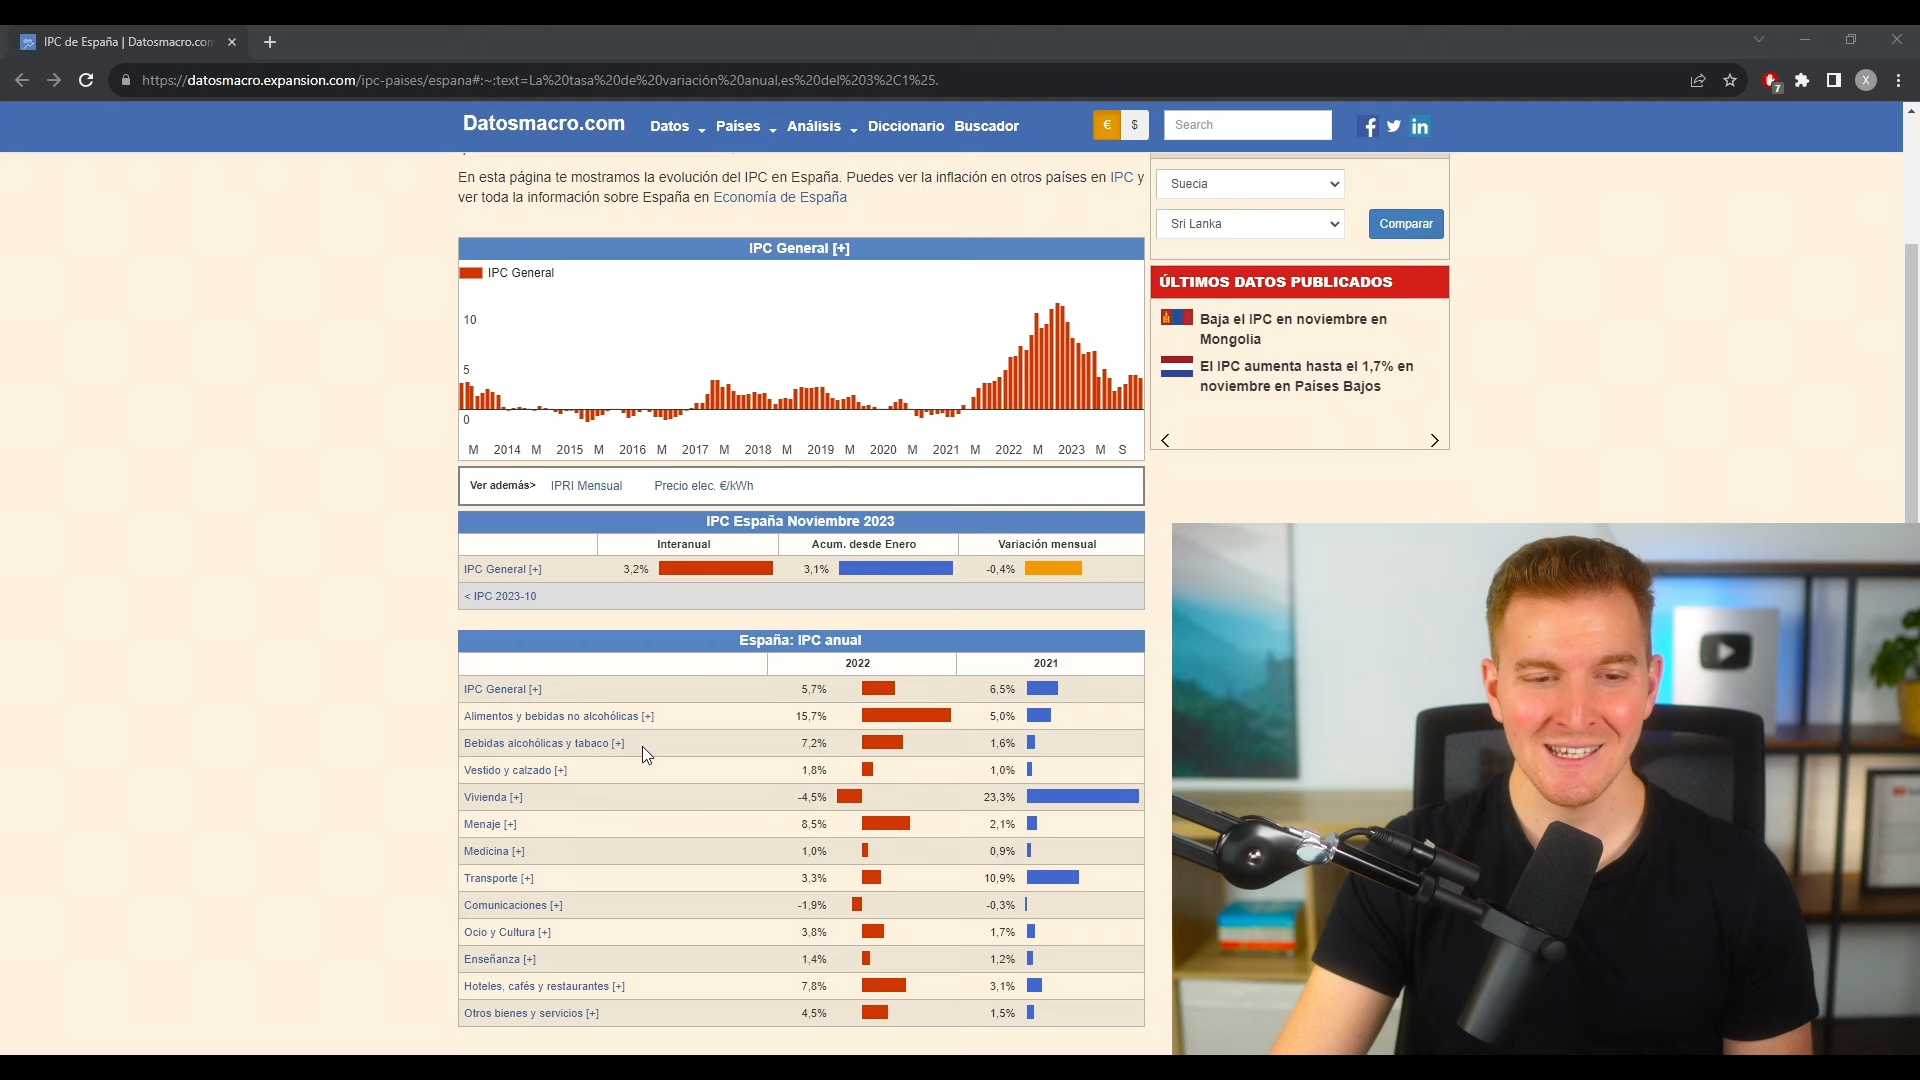 IPC de España | Datosmacro.com
https://datosmacro.expansion.com/ipc-paises/espana#:~:text=La%20tasa%20de%20variación%20anual,es%20del%203%2C1%25.
7
X
Datosmacro.com
Datos
Países
Análisis
Diccionario
Buscador
€
$
Search
En esta página te mostramos la evolución del IPC en España. Puedes ver la inflación en otros países en IPC y
ver toda la información sobre España en Economía de España
IPC General [+]
IPC General
10
5
0
M 2014 M 2015 M 2016 M 2017 M 2018 M 2019 M 2020 M 2021 M 2022 M 2023 M S
Ver además> IPRI Mensual Precio elec. €/kWh
IPC España Noviembre 2023
Interanual Acum. desde Enero Variación mensual
IPC General [+] 3,2% 3,1% -0,4%
< IPC 2023-10
España: IPC anual
2022 2021
IPC General [+] 5,7% 6,5%
Alimentos y bebidas no alcohólicas [+] 15,7% 5,0%
Bebidas alcohólicas y tabaco [+] 7,2% 1,6%
Vestido y calzado [+] 1,8% 1,0%
Vivienda [+] -4,5% 23,3%
Menaje [+] 8,5% 2,1%
Medicina [+] 1,0% 0,9%
Transporte [+] 3,3% 10,9%
Comunicaciones [+] -1,9% -0,3%
Ocio y Cultura [+] 3,8% 1,7%
Enseñanza [+] 1,4% 1,2%
Hoteles, cafés y restaurantes [+] 7,8% 3,1%
Otros bienes y servicios [+] 4,5% 1,5%
Suecia
Sri Lanka
Comparar
ÚLTIMOS DATOS PUBLICADOS
Baja el IPC en noviembre en
Mongolia
El IPC aumenta hasta el 1,7% en
noviembre en Países Bajos